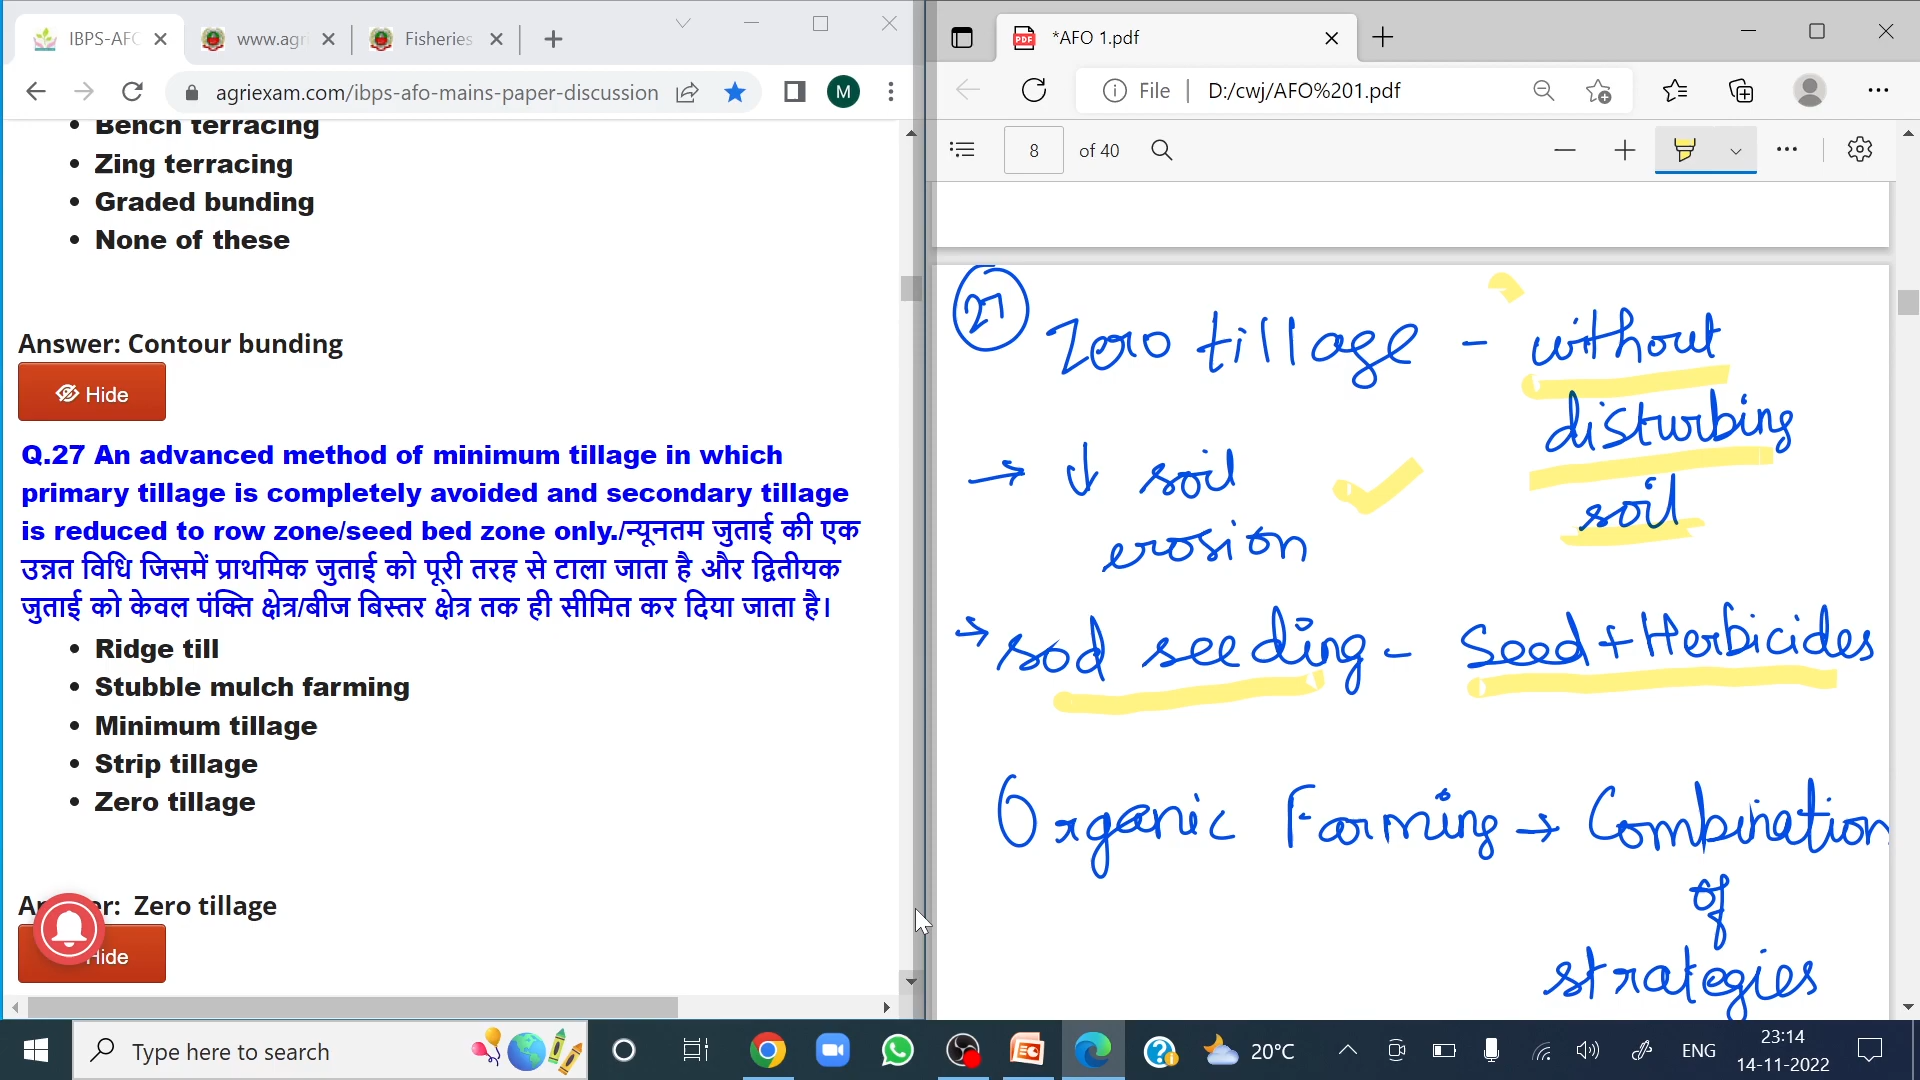 IBPS-AFC
www.agri
Fisheries
agriexam.com/ibps-afo-mains-paper-discussion
M
Bench terracing
Zing terracing
Graded bunding
None of these
Answer: Contour bunding
Hide
Q.27 An advanced method of minimum tillage in which
primary tillage is completely avoided and secondary tillage
is reduced to row zone/seed bed zone only./न्यूनतम जुताई की एक
उन्नत विधि जिसमें प्राथमिक जुताई को पूरी तरह से टाला जाता है और द्वितीयक
जुताई को केवल पंक्ति क्षेत्र/बीज बिस्तर क्षेत्र तक ही सीमित कर दिया जाता है।
Ridge till
Stubble mulch farming
Minimum tillage
Strip tillage
Zero tillage
Zero tillage
Hide
*AFO 1.pdf
File D:/cwj/AFO%201.pdf
8 of 40
27
Zero tillage - without
disturbing
soil
→ ↓ soil
erosion
→ sod seeding - Seed + Herbicides
Organic Farming → Combination
of
strategies
Type here to search
20°C
ENG
23:14
14-11-2022